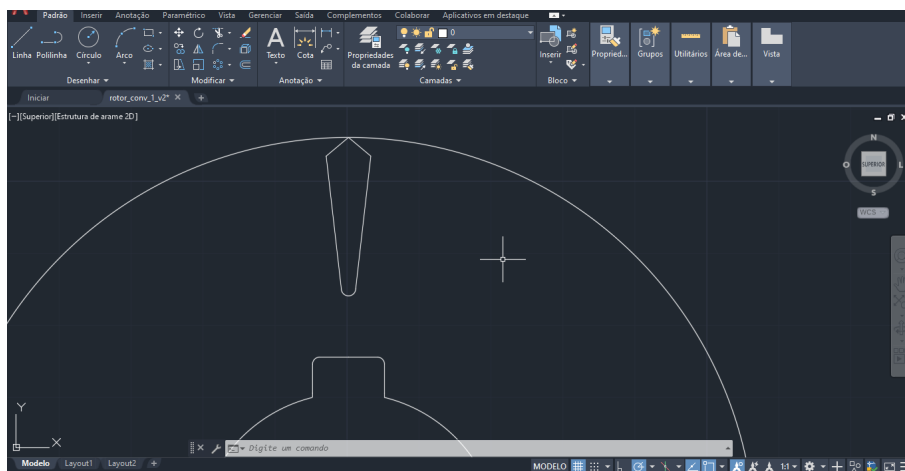 Padrão Inserir Anotação Paramétrico Vista Gerenciar Saída Complementos Colaborar Aplicativos em destaque
0
Linha Polilinha Círculo Arco Texto Cota Propriedades da camada Inserir Propried... Grupos Utilitários Área de... Vista
Desenhar Modificar Anotação Camadas Bloco
Iniciar rotor_conv_1_v2* × +
[−][Superior][Estrutura de arame 2D]
N
O SUPERIOR L
S
WCS
Y
X
Digite um comando
Modelo Layout1 Layout2 + MODELO 1:1